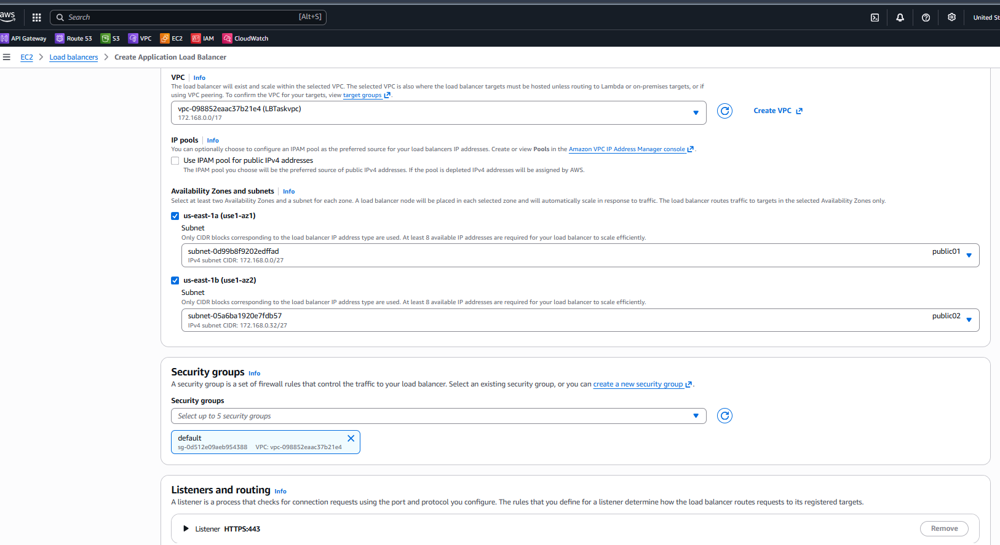 aws
Search [Alt+S]
United St
API Gateway Route 53 S3 VPC EC2 IAM CloudWatch
EC2 > Load balancers > Create Application Load Balancer
VPC | Info
The load balancer will exist and scale within the selected VPC. The selected VPC is also where the load balancer targets must be hosted unless routing to Lambda or on-premises targets, or if
using VPC peering. To confirm the VPC for your targets, view target groups.
vpc-098852eaac37b21e4 (LBTaskvpc)
172.168.0.0/17
Create VPC
IP pools | Info
You can optionally choose to configure an IPAM pool as the preferred source for your load balancers IP addresses. Create or view Pools in the Amazon VPC IP Address Manager console.
Use IPAM pool for public IPv4 addresses
The IPAM pool you choose will be the preferred source of public IPv4 addresses. If the pool is depleted IPv4 addresses will be assigned by AWS.
Availability Zones and subnets | Info
Select at least two Availability Zones and a subnet for each zone. A load balancer node will be placed in each selected zone and will automatically scale in response to traffic. The load balancer routes traffic to targets in the selected Availability Zones only.
us-east-1a (use1-az1)
Subnet
Only CIDR blocks corresponding to the load balancer IP address type are used. At least 8 available IP addresses are required for your load balancer to scale efficiently.
subnet-0d99b8f9202edffad public01
IPv4 subnet CIDR: 172.168.0.0/27
us-east-1b (use1-az2)
Subnet
Only CIDR blocks corresponding to the load balancer IP address type are used. At least 8 available IP addresses are required for your load balancer to scale efficiently.
subnet-05a6ba1920e7fdb57 public02
IPv4 subnet CIDR: 172.168.0.32/27
Security groups Info
A security group is a set of firewall rules that control the traffic to your load balancer. Select an existing security group, or you can create a new security group.
Security groups
Select up to 5 security groups
default
sg-0d512e09aeb954388 VPC: vpc-098852eaac37b21e4
Listeners and routing Info
A listener is a process that checks for connection requests using the port and protocol you configure. The rules that you define for a listener determine how the load balancer routes requests to its registered targets.
Listener HTTPS:443
Remove